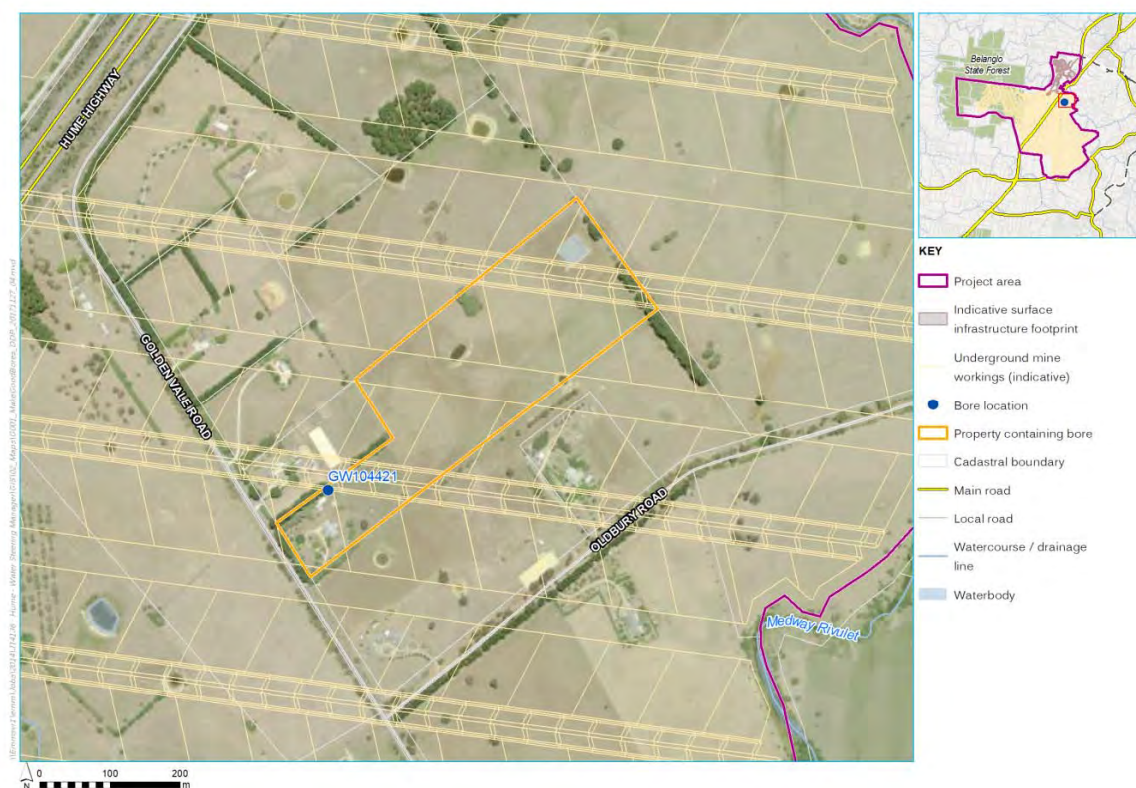 HUME HIGHWAY
GOLDEN VALE ROAD
GW104421
OLDBURY ROAD
Medway Rivulet
Belanglo
State Forest
KEY
Project area
Indicative surface
infrastructure footprint
Underground mine
workings (indicative)
Bore location
Property containing bore
Cadastral boundary
Main road
Local road
Watercourse / drainage
line
Waterbody
N
0 100 200
m